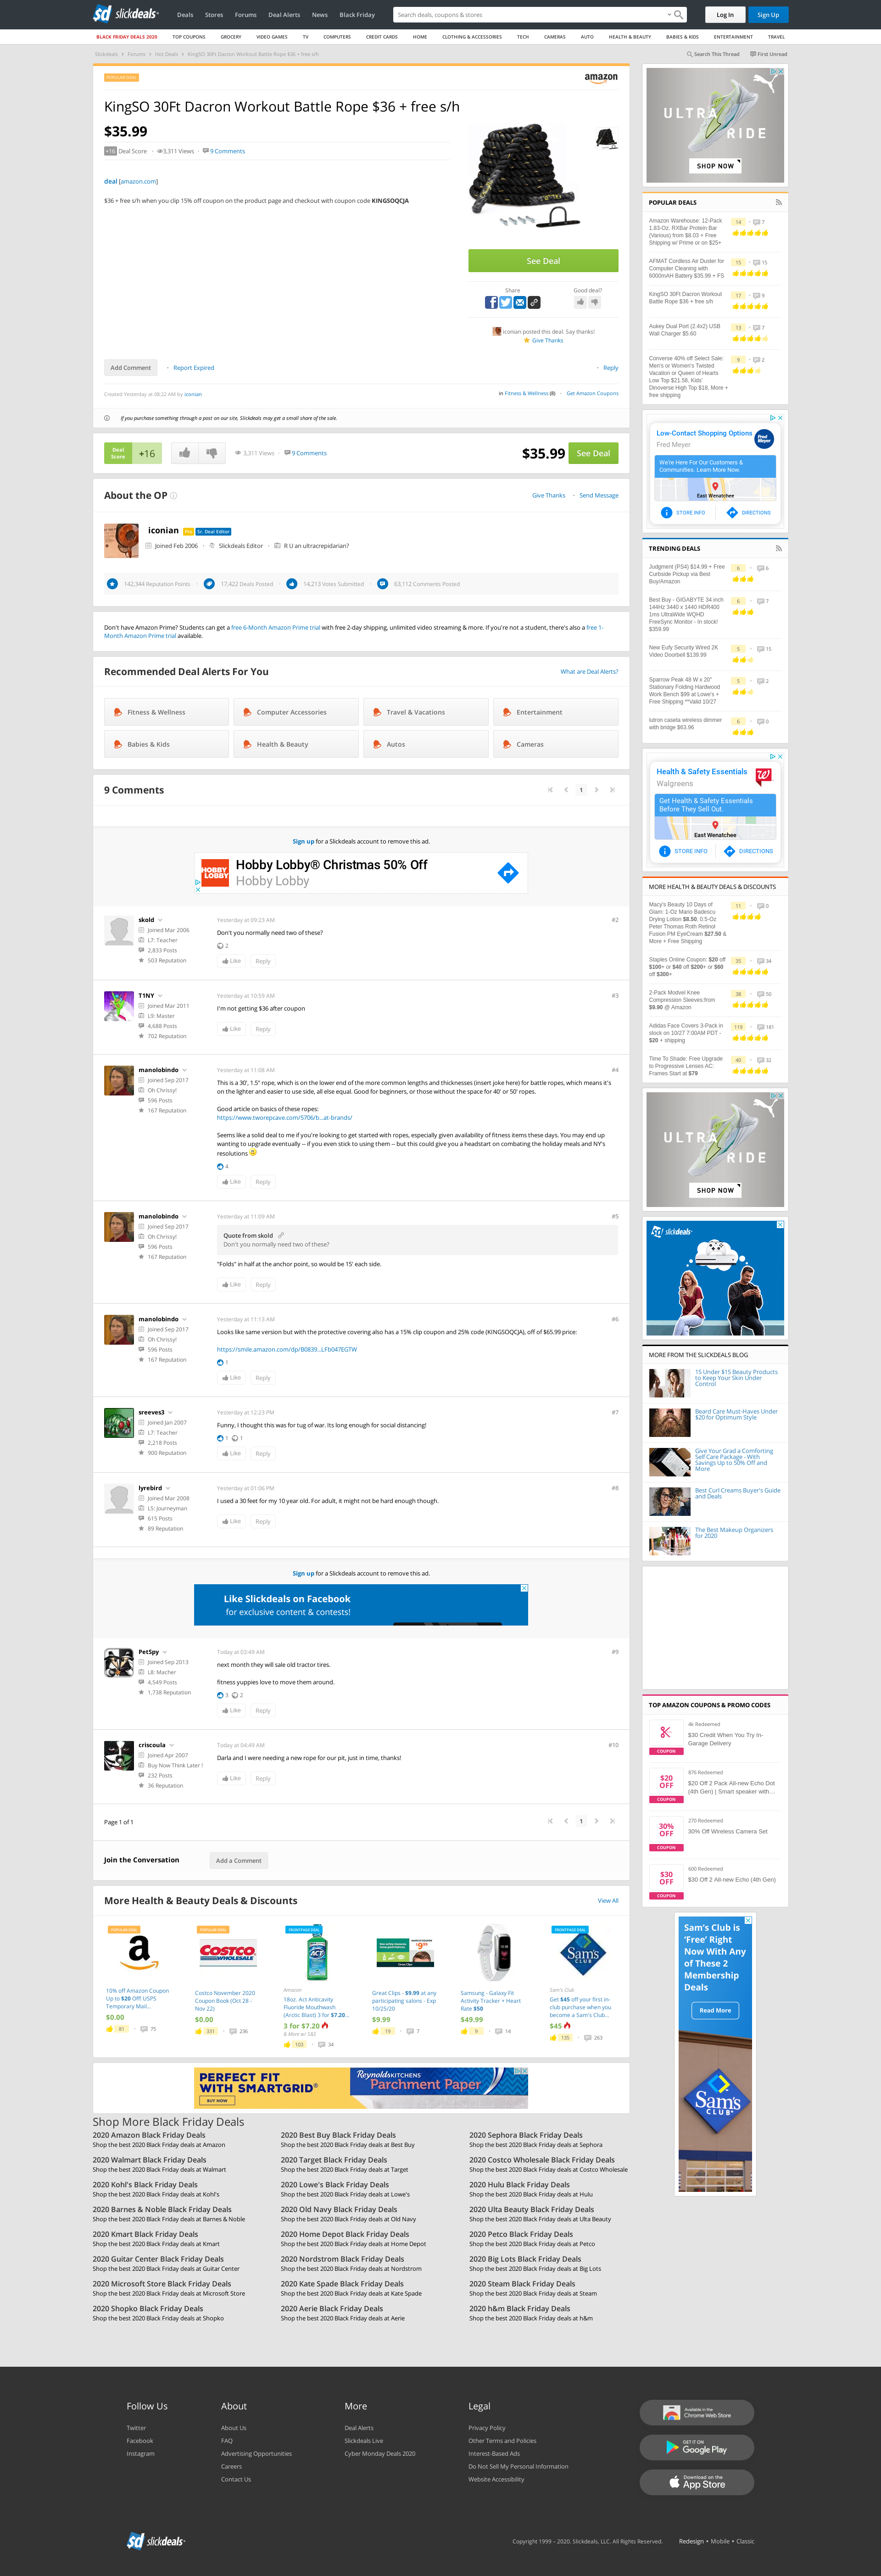 slickdeals
Deals Stores Forums Deal Alerts News Black Friday
Search deals, coupons & stores
Log In Sign Up
BLACK FRIDAY DEALS 2020 TOP COUPONS GROCERY VIDEO GAMES TV COMPUTERS CREDIT CARDS HOME CLOTHING & ACCESSORIES TECH CAMERAS AUTO HEALTH & BEAUTY BABIES & KIDS ENTERTAINMENT TRAVEL
Slickdeals > Forums > Hot Deals > KingSO 30Ft Dacron Workout Battle Rope $36 + free s/h
Search This Thread First Unread
POPULAR DEAL
amazon
KingSO 30Ft Dacron Workout Battle Rope $36 + free s/h
$35.99
+16 Deal Score 3,311 Views 9 Comments
deal [amazon.com]
$36 + free s/h when you clip 15% off coupon on the product page and checkout with coupon code KINGSOQCJA
See Deal
Share
Good deal?
iconian posted this deal. Say thanks!
Give Thanks
Add Comment Report Expired
Reply
Created Yesterday at 08:22 AM by iconian
in Fitness & Wellness (8) Get Amazon Coupons
If you purchase something through a post on our site, Slickdeals may get a small share of the sale.
Deal Score +16
3,311 Views 9 Comments
$35.99 See Deal
About the OP
Give Thanks Send Message
iconian Pro Sr. Deal Editor
Joined Feb 2006 Slickdeals Editor R U an ultracrepidarian?
142,344 Reputation Points 17,422 Deals Posted 14,213 Votes Submitted 63,112 Comments Posted
Don't have Amazon Prime? Students can get a free 6-Month Amazon Prime trial with free 2-day shipping, unlimited video streaming & more. If you're not a student, there's also a free 1-
Month Amazon Prime trial available.
Recommended Deal Alerts For You
What are Deal Alerts?
Fitness & Wellness Computer Accessories Travel & Vacations Entertainment
Babies & Kids Health & Beauty Autos Cameras
9 Comments
1
Sign up for a Slickdeals account to remove this ad.
HOBBY LOBBY
Hobby Lobby® Christmas 50% Off
Hobby Lobby
skold
Joined Mar 2006
L7: Teacher
2,833 Posts
503 Reputation
Yesterday at 09:23 AM
#2
Don't you normally need two of these?
2
Like Reply
T1NY
Joined Mar 2011
L9: Master
4,688 Posts
702 Reputation
Yesterday at 10:59 AM
#3
I'm not getting $36 after coupon
Like Reply
manolobindo
Joined Sep 2017
Oh Chrissy!
596 Posts
167 Reputation
Yesterday at 11:08 AM
#4
This is a 30', 1.5" rope, which is on the lower end of the more common lengths and thicknesses (insert joke here) for battle ropes, which means it's
on the lighter and easier to use side, all else equal. Good for beginners, or those without the space for 40' or 50' ropes.
Good article on basics of these ropes:
https://www.tworepcave.com/5706/b...at-brands/
Seems like a solid deal to me if you're looking to get started with ropes, especially given availability of fitness items these days. You may end up
wanting to upgrade eventually -- if you even stick to using them -- but this could give you a headstart on combating the holiday meals and NY's
resolutions
4
Like Reply
manolobindo
Joined Sep 2017
Oh Chrissy!
596 Posts
167 Reputation
Yesterday at 11:09 AM
#5
Quote from skold
Don't you normally need two of these?
"Folds" in half at the anchor point, so would be 15' each side.
Like Reply
manolobindo
Joined Sep 2017
Oh Chrissy!
596 Posts
167 Reputation
Yesterday at 11:13 AM
#6
Looks like same version but with the protective covering also has a 15% clip coupon and 25% code (KINGSOQCJA), off of $65.99 price:
https://smile.amazon.com/dp/B0839...LFb047EGTW
1
Like Reply
sreeves3
Joined Jan 2007
L7: Teacher
2,218 Posts
900 Reputation
Yesterday at 12:23 PM
#7
Funny, I thought this was for tug of war. Its long enough for social distancing!
1 1
Like Reply
lyrebird
Joined Mar 2008
L5: Journeyman
615 Posts
89 Reputation
Yesterday at 01:06 PM
#8
I used a 30 feet for my 10 year old. For adult, it might not be hard enough though.
Like Reply
Sign up for a Slickdeals account to remove this ad.
Like Slickdeals on Facebook
for exclusive content & contests!
PetSpy
Joined Sep 2013
L8: Macher
4,549 Posts
1,738 Reputation
Today at 03:49 AM
#9
next month they will sale old tractor tires.
fitness yuppies love to move them around.
3 2
Like Reply
criscoula
Joined Apr 2007
Buy Now Think Later !
232 Posts
36 Reputation
Today at 04:49 AM
#10
Darla and I were needing a new rope for our pit, just in time, thanks!
Like Reply
Page 1 of 1
1
Join the Conversation
Add a Comment
More Health & Beauty Deals & Discounts
View All
POPULAR DEAL
10% off Amazon Coupon
Up to $20 Off! USPS
Temporary Mail...
$0.00
81 75
POPULAR DEAL
COSTCO WHOLESALE
Costco November 2020
Coupon Book (Oct 28 -
Nov 22)
$0.00
331 236
FRONTPAGE DEAL
ACT
Amazon
18oz. Act Anticavity
Fluoride Mouthwash
(Arctic Blast) 3 for $7.20...
3 for $7.20
& More w/ S&S
103 34
Great Clips - $9.99 at any
participating salons - Exp
10/25/20
$9.99
19 7
Samsung - Galaxy Fit
Activity Tracker + Heart
Rate $50
$49.99
9 14
FRONTPAGE DEAL
Sam's Club
Sam's Club
Get $45 off your first in-
club purchase when you
become a Sam's Club...
$45
135 263
PERFECT FIT
WITH SMARTGRID®
BUY NOW
REYNOLDS KITCHENS
Parchment Paper
Shop More Black Friday Deals
2020 Amazon Black Friday Deals
Shop the best 2020 Black Friday deals at Amazon
2020 Best Buy Black Friday Deals
Shop the best 2020 Black Friday deals at Best Buy
2020 Sephora Black Friday Deals
Shop the best 2020 Black Friday deals at Sephora
2020 Walmart Black Friday Deals
Shop the best 2020 Black Friday deals at Walmart
2020 Target Black Friday Deals
Shop the best 2020 Black Friday deals at Target
2020 Costco Wholesale Black Friday Deals
Shop the best 2020 Black Friday deals at Costco Wholesale
2020 Kohl's Black Friday Deals
Shop the best 2020 Black Friday deals at Kohl's
2020 Lowe's Black Friday Deals
Shop the best 2020 Black Friday deals at Lowe's
2020 Hulu Black Friday Deals
Shop the best 2020 Black Friday deals at Hulu
2020 Barnes & Noble Black Friday Deals
Shop the best 2020 Black Friday deals at Barnes & Noble
2020 Old Navy Black Friday Deals
Shop the best 2020 Black Friday deals at Old Navy
2020 Ulta Beauty Black Friday Deals
Shop the best 2020 Black Friday deals at Ulta Beauty
2020 Kmart Black Friday Deals
Shop the best 2020 Black Friday deals at Kmart
2020 Home Depot Black Friday Deals
Shop the best 2020 Black Friday deals at Home Depot
2020 Petco Black Friday Deals
Shop the best 2020 Black Friday deals at Petco
2020 Guitar Center Black Friday Deals
Shop the best 2020 Black Friday deals at Guitar Center
2020 Nordstrom Black Friday Deals
Shop the best 2020 Black Friday deals at Nordstrom
2020 Big Lots Black Friday Deals
Shop the best 2020 Black Friday deals at Big Lots
2020 Microsoft Store Black Friday Deals
Shop the best 2020 Black Friday deals at Microsoft Store
2020 Kate Spade Black Friday Deals
Shop the best 2020 Black Friday deals at Kate Spade
2020 Steam Black Friday Deals
Shop the best 2020 Black Friday deals at Steam
2020 Shopko Black Friday Deals
Shop the best 2020 Black Friday deals at Shopko
2020 Aerie Black Friday Deals
Shop the best 2020 Black Friday deals at Aerie
2020 h&m Black Friday Deals
Shop the best 2020 Black Friday deals at h&m
ULTRA
RIDE
SHOP NOW
POPULAR DEALS
Amazon Warehouse: 12-Pack
1.83-Oz. RXBar Protein Bar
(Various) from $8.03 + Free
Shipping w/ Prime or on $25+
14 7
AFMAT Cordless Air Duster for
Computer Cleaning with
6000mAH Battery $35.99 + FS
15 15
KingSO 30Ft Dacron Workout
Battle Rope $36 + free s/h
17 9
Aukey Dual Port (2.4x2) USB
Wall Charger $5.60
13 7
Converse 40% off Select Sale:
Men's or Women's Twisted
Vacation or Queen of Hearts
Low Top $21.58, Kids'
Dinoverse High Top $18, More +
free shipping
9 2
Low-Contact Shopping Options
Fred Meyer
We're Here For Our Customers &
Communities. Learn More Now.
East Wenatchee
STORE INFO DIRECTIONS
TRENDING DEALS
Judgment (PS4) $14.99 + Free
Curbside Pickup via Best
Buy/Amazon
6 6
Best Buy - GIGABYTE 34 inch
144Hz 3440 x 1440 HDR400
1ms UltraWide WQHD
FreeSync Monitor - In stock!
$359.99
6 7
New Eufy Security Wired 2K
Video Doorbell $139.99
5 15
Sparrow Peak 48 W x 20"
Stationary Folding Hardwood
Work Bench $99 at Lowe's +
Free Shipping **Valid 10/27
5 2
lutron caseta wireless dimmer
with bridge $63.96
6 0
Health & Safety Essentials
Walgreens
Get Health & Safety Essentials
Before They Sell Out.
East Wenatchee
STORE INFO DIRECTIONS
MORE HEALTH & BEAUTY DEALS & DISCOUNTS
Macy's Beauty 10 Days of
Glam: 1-Oz Mario Badescu
Drying Lotion $8.50, 0.5-Oz
Peter Thomas Roth Retinol
Fusion PM EyeCream $27.50 &
More + Free Shipping
11 0
Staples Online Coupon: $20 off
$100+ or $40 off $200+ or $60
off $300+
35 34
2-Pack Modvel Knee
Compression Sleeves:from
$9.90 @ Amazon
38 50
Adidas Face Covers 3-Pack in
stock on 10/27 7:00AM PDT -
$20 + shipping
119 181
Time To Shade: Free Upgrade
to Progressive Lenses AC:
Frames Start at $79
40 32
ULTRA
RIDE
SHOP NOW
slickdeals
MORE FROM THE SLICKDEALS BLOG
15 Under $15 Beauty Products
to Keep Your Skin Under
Control
Beard Care Must-Haves Under
$20 for Optimum Style
Give Your Grad a Comforting
Self Care Package - With
Savings Up to 50% Off and
More
Best Curl Creams Buyer's Guide
and Deals
The Best Makeup Organizers
for 2020
TOP AMAZON COUPONS & PROMO CODES
COUPON
4k Redeemed
$30 Credit When You Try In-
Garage Delivery
$20 OFF
COUPON
876 Redeemed
$20 Off 2 Pack All-new Echo Dot
(4th Gen) | Smart speaker with...
30% OFF
COUPON
270 Redeemed
30% Off Wireless Camera Set
$30 OFF
COUPON
600 Redeemed
$30 Off 2 All-new Echo (4th Gen)
Sam's Club is
'Free' Right
Now With Any
of These 2
Membership
Deals
Read More
Sam's CLUB
Follow Us
Twitter
Facebook
Instagram
About
About Us
FAQ
Advertising Opportunities
Careers
Contact Us
More
Deal Alerts
Slickdeals Live
Cyber Monday Deals 2020
Legal
Privacy Policy
Other Terms and Policies
Interest-Based Ads
Do Not Sell My Personal Information
Website Accessibility
Available in the
Chrome Web Store
GET IT ON
Google Play
Download on the
App Store
slickdeals
Copyright 1999 - 2020. Slickdeals, LLC. All Rights Reserved. Redesign • Mobile • Classic